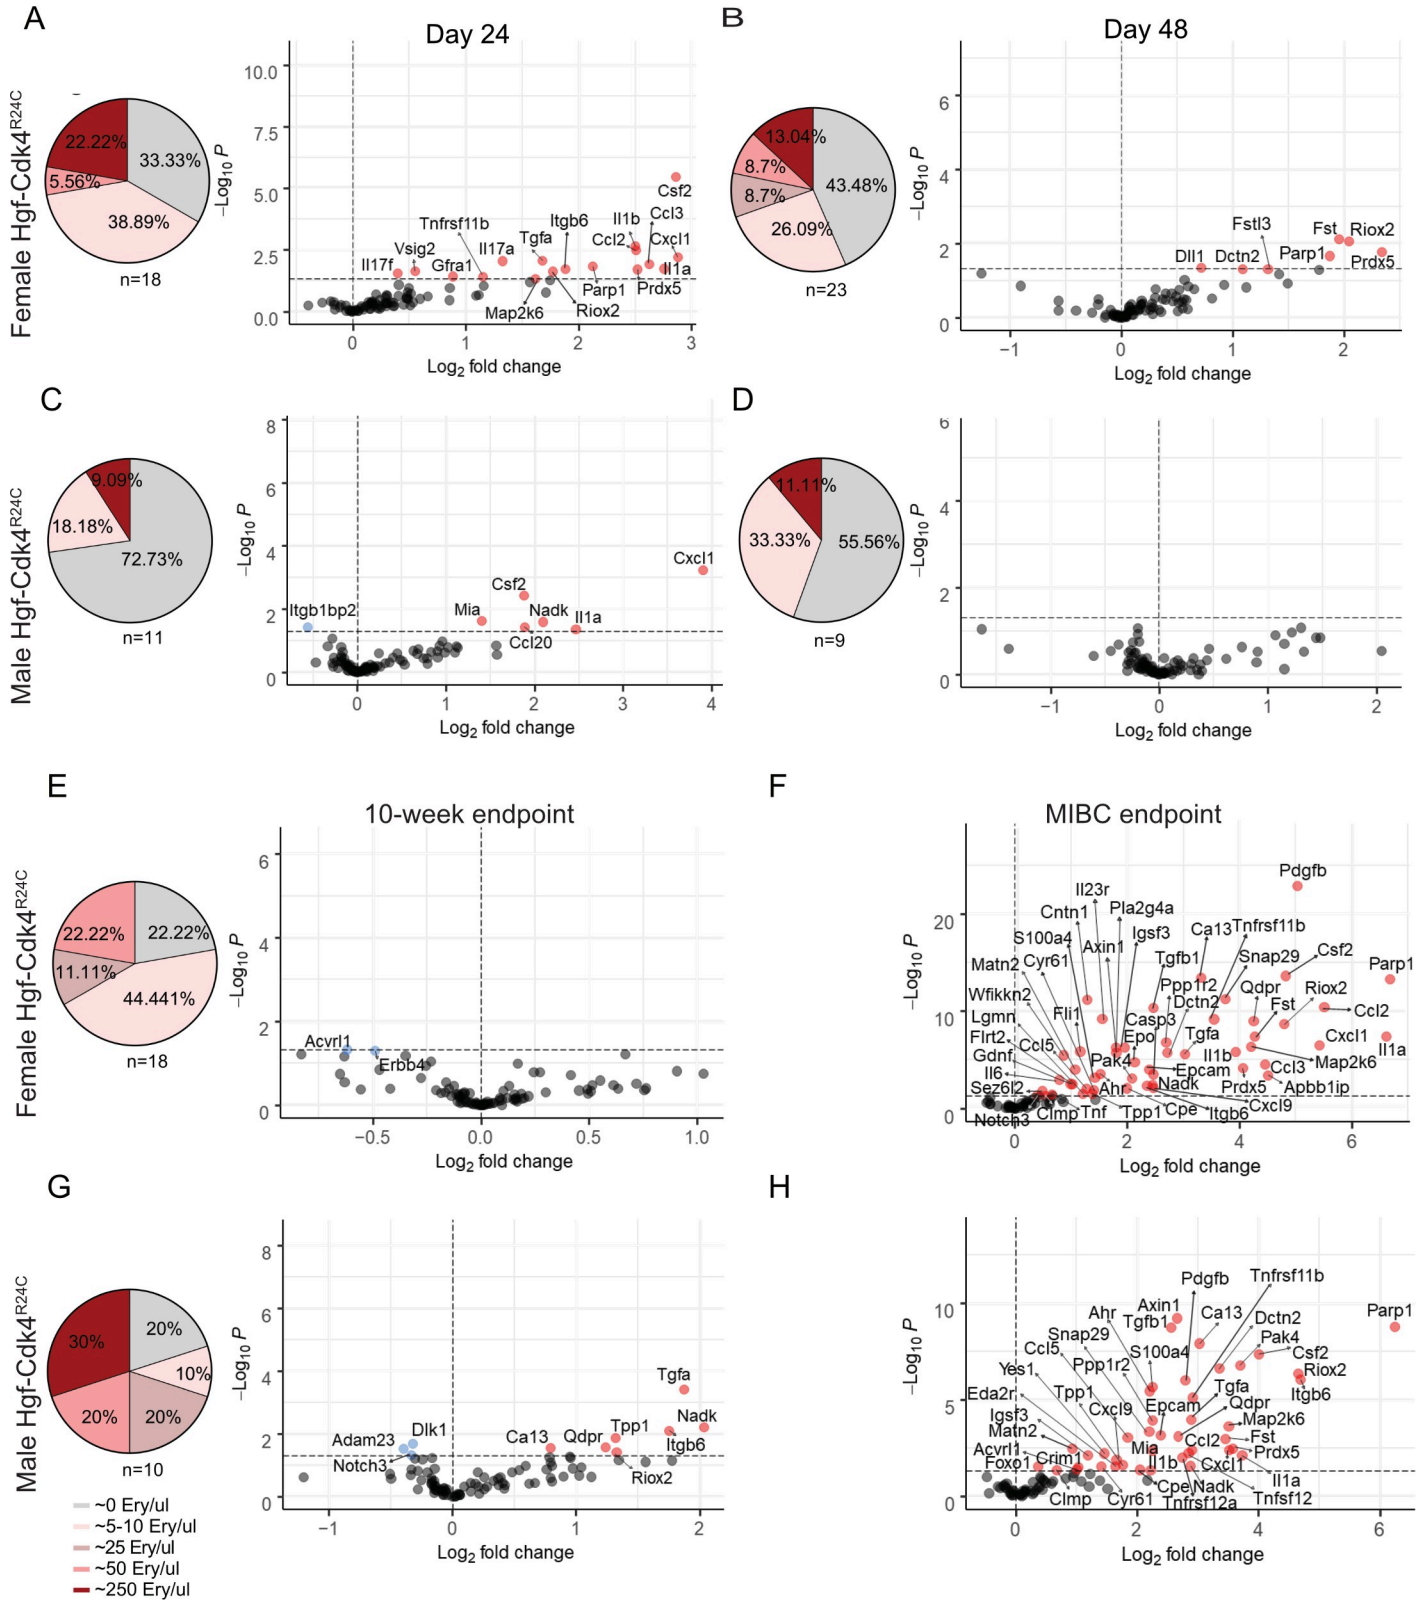 A
Day 24
Female Hgf-Cdk4R24C
22.22%
33.33%
5.56%
38.89%
n=18
−Log10 P
10.0
7.5
5.0
2.5
0.0
Csf2
Tnfrsf11b
Itgb6
Il1b
Ccl3
Vsig2
Il17a
Tgfa
Ccl2
Cxcl1
Il17f
Gfra1
Il1a
Parp1
Prdx5
Map2k6
Riox2
0
1
2
3
Log2 fold change
B
Day 48
13.04%
8.7%
43.48%
8.7%
26.09%
n=23
−Log10 P
6
4
2
0
Fstl3
Fst
Riox2
Dll1
Dctn2
Parp1
Prdx5
−1
0
1
2
Log2 fold change
C
Male Hgf-Cdk4R24C
9.09%
18.18%
72.73%
n=11
−Log10 P
8
6
4
2
0
Cxcl1
Csf2
Itgb1bp2
Mia
Nadk
Il1a
Ccl20
0
1
2
3
4
Log2 fold change
D
11.11%
33.33%
55.56%
n=9
−Log10 P
6
4
2
0
−1
0
1
2
Log2 fold change
E
10-week endpoint
Female Hgf-Cdk4R24C
22.22%
22.22%
11.11%
44.441%
n=18
−Log10 P
6
4
2
0
Acvrl1
Erbb4
−0.5
0.0
0.5
1.0
Log2 fold change
F
MIBC endpoint
−Log10 P
20
10
0
Pdgfb
Il23r
Cntn1
Pla2g4a
S100a4
Axin1
Igsf3
Ca13
Tnfrsf11b
Matn2
Cyr61
Tgfb1
Snap29
Csf2
Parp1
Wfikkn2
Ppp1r2
Dctn2
Qdpr
Riox2
Lgmn
Fli1
Casp3
Fst
Ccl2
Flrt2
Ccl5
Epo
Tgfa
Cxcl1
Il1a
Gdnf
Pak4
Il1b
Map2k6
Il6
Epcam
Ccl3
Sez6l2
Ahr
Nadk
Prdx5
Apbb1ip
Notch3
Clmp
Tnf
Tpp1
Cpe
Itgb6
Cxcl9
0
2
4
6
Log2 fold change
G
Male Hgf-Cdk4R24C
30%
20%
10%
20%
20%
n=10
−Log10 P
8
6
4
2
0
Tgfa
Dlk1
Adam23
Notch3
Ca13
Qdpr
Tpp1
Nadk
Itgb6
Riox2
−1
0
1
2
Log2 fold change
~0 Ery/ul
~5-10 Ery/ul
~25 Ery/ul
~50 Ery/ul
~250 Ery/ul
H
−Log10 P
10
5
0
Pdgfb
Tnfrsf11b
Ahr
Axin1
Tgfb1
Ca13
Parp1
Snap29
Dctn2
Ccl5
S100a4
Pak4
Yes1
Ppp1r2
Csf2
Riox2
Eda2r
Tpp1
Tgfa
Itgb6
Igsf3
Cxcl9
Epcam
Qdpr
Matn2
Map2k6
Acvrl1
Crim1
Mia
Ccl2
Fst
Foxo1
Il1b
Cxcl1
Prdx5
Clmp
Cyr61
Cpe
Nadk
Il1a
Tnfrsf12a
Tnfsf12
0
2
4
6
Log2 fold change